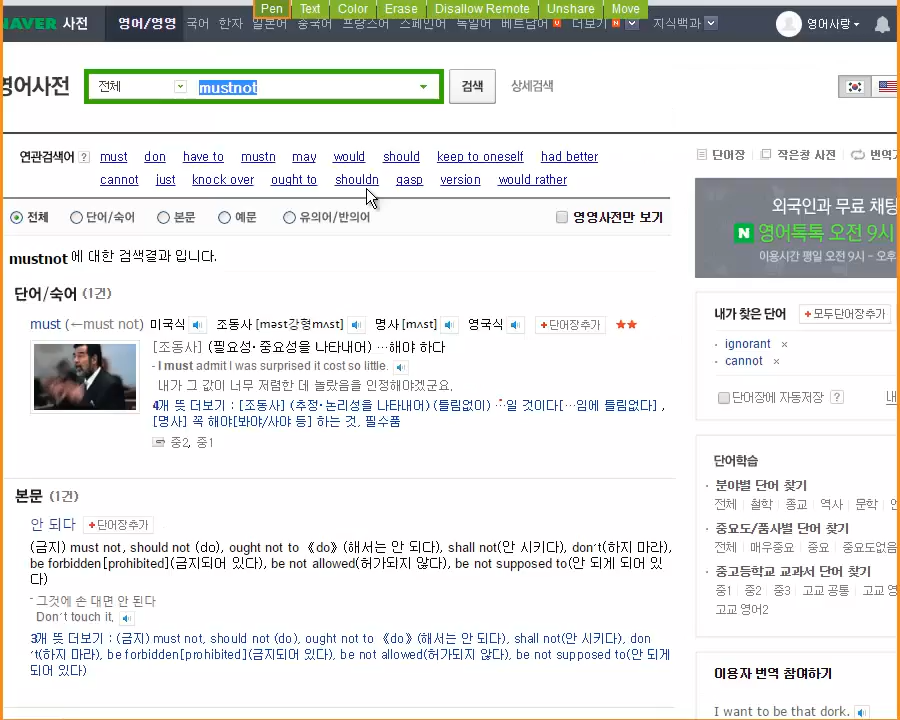 Pen Text Color Erase Disallow Remote Unshare Move
NAVER 사전 영어/영영 국어 한자 일본어 중국어 프랑스어 스페인어 독일어 베트남어 더보기 지식백과 영어사랑
영어사전 전체 mustnot 검색 상세검색
연관검색어 ? must don have to mustn may would should keep to oneself had better
cannot just knock over ought to shouldn gasp version would rather
단어장 작은창 사전 번역기
전체 단어/숙어 본문 예문 유의어/반의어 영영사전만 보기
mustnot 에 대한 검색결과 입니다.
단어/숙어 (1건)
must (←must not) 미국식 조동사 [məst강형mʌst] 명사 [mʌst] 영국식 +단어장추가 ★★
[조동사] (필요성·중요성을 나타내어) …해야 하다
- I must admit I was surprised it cost so little.
내가 그 값이 너무 저렴한 데 놀랐음을 인정해야겠군요.
4개 뜻 더보기 : [조동사] (추정·논리성을 나타내어) (틀림없이) …일 것이다[…임에 틀림없다] ,
[명사] 꼭 해야[봐야/사야 등] 하는 것, 필수품
중2, 중1
본문 (1건)
안 되다 +단어장추가
(금지) must not, should not (do), ought not to 《do》(해서는 안 되다), shall not(안 시키다), don´t(하지 마라),
be forbidden[prohibited](금지되어 있다), be not allowed(허가되지 않다), be not supposed to(안 되게 되어 있
다)
- 그것에 손 대면 안 된다
Don´t touch it.
3개 뜻 더보기 : (금지) must not, should not (do), ought not to 《do》(해서는 안 되다), shall not(안 시키다), don
´t(하지 마라), be forbidden[prohibited](금지되어 있다), be not allowed(허가되지 않다), be not supposed to(안 되게
되어 있다)
외국인과 무료 채팅
N 영어톡톡 오전 9시
이용시간 평일 오전 9시 - 오후
내가 찾은 단어 +모두단어장추가
· ignorant ×
· cannot ×
단어장에 자동저장 ?
단어학습
· 분야별 단어 찾기
전체 철학 종교 역사 문학
· 중요도/품사별 단어 찾기
전체 매우중요 중요 중요도없음
· 중고등학교 교과서 단어 찾기
중1 중2 중3 고교 공통 고교 영
고교 영어2
이용자 번역 참여하기
I want to be that dork.